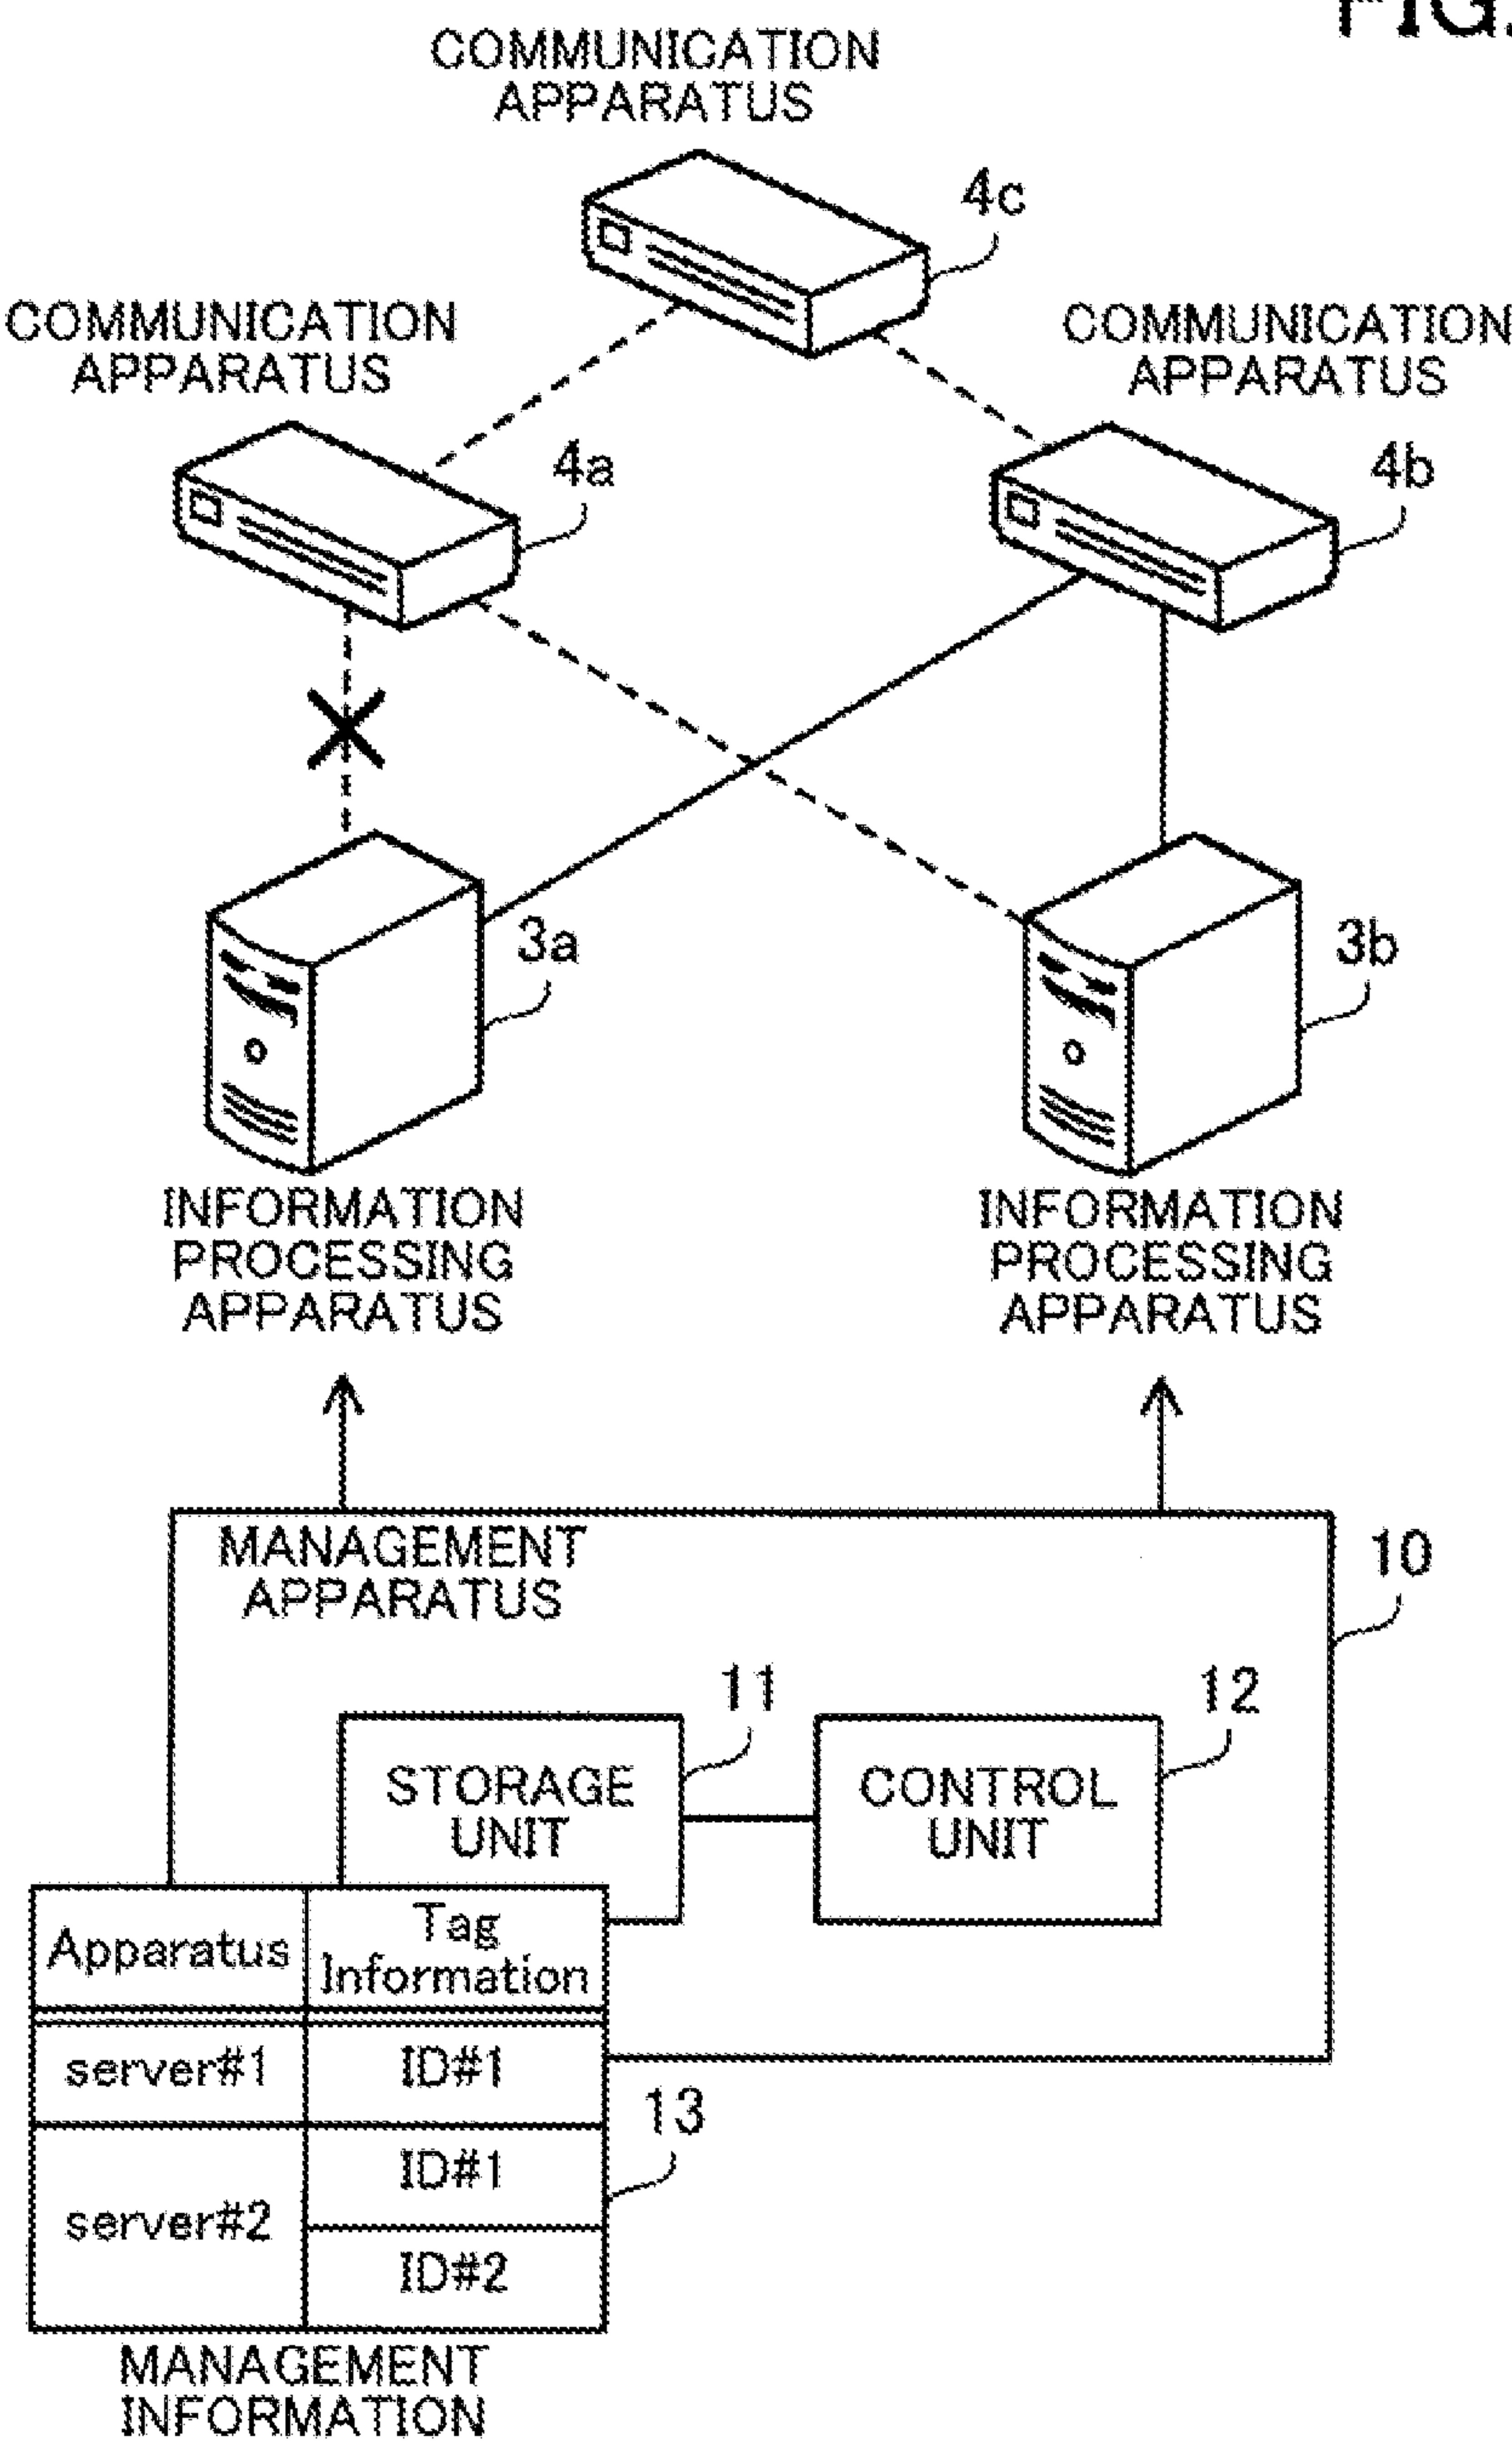 FIG.
COMMUNICATION
APPARATUS
4c
COMMUNICATION
APPARATUS
COMMUNICATION
APPARATUS
4a
4b
3a
3b
INFORMATION
PROCESSING
APPARATUS
INFORMATION
PROCESSING
APPARATUS
MANAGEMENT
APPARATUS
10
11
12
STORAGE
UNIT
CONTROL
UNIT
Apparatus
Tag
Information
server#1
ID#1
13
server#2
ID#1
ID#2
MANAGEMENT
INFORMATION